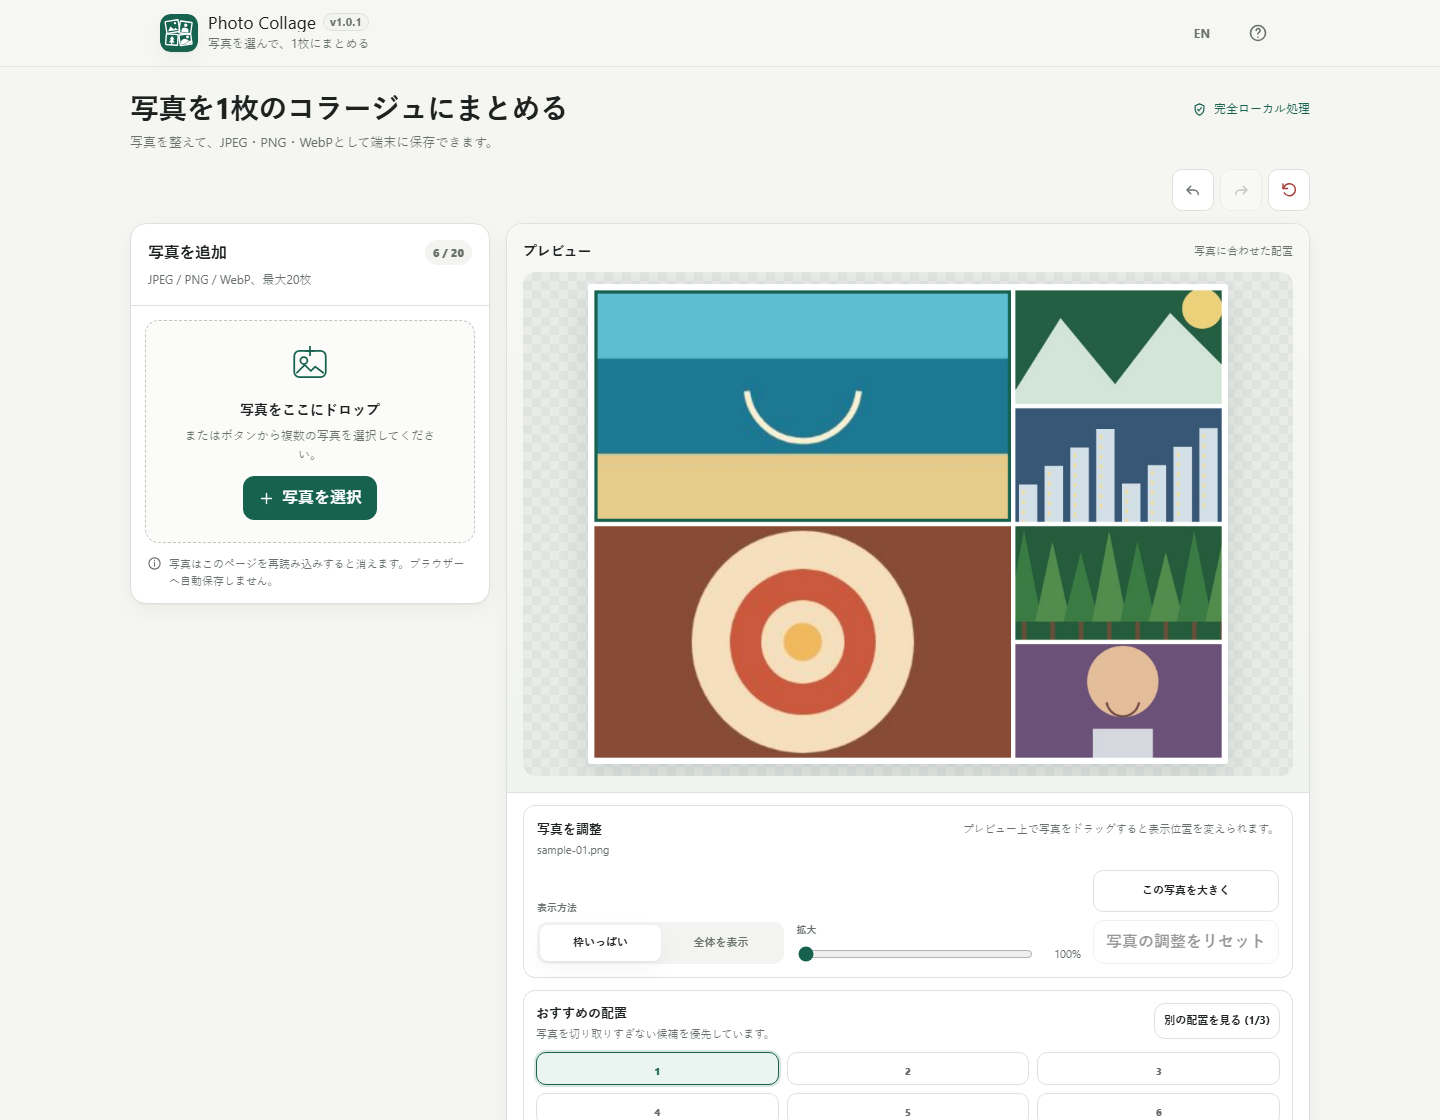 Photo Collage v1.0.1
写真を選んで、1枚にまとめる
EN
写真を1枚のコラージュにまとめる
完全ローカル処理
写真を整えて、JPEG・PNG・WebPとして端末に保存できます。
写真を追加
6 / 20
JPEG / PNG / WebP、最大20枚
写真をここにドロップ
またはボタンから複数の写真を選択してくださ
い。
写真を選択
写真はこのページを再読み込みすると消えます。ブラウザー
へ自動保存しません。
プレビュー
写真に合わせた配置
写真を調整
プレビュー上で写真をドラッグすると表示位置を変えられます。
sample-01.png
この写真を大きく
表示方法
枠いっぱい
全体を表示
拡大
100%
写真の調整をリセット
おすすめの配置
写真を切り取りすぎない候補を優先しています。
別の配置を見る (1/3)
1
2
3
4
5
6